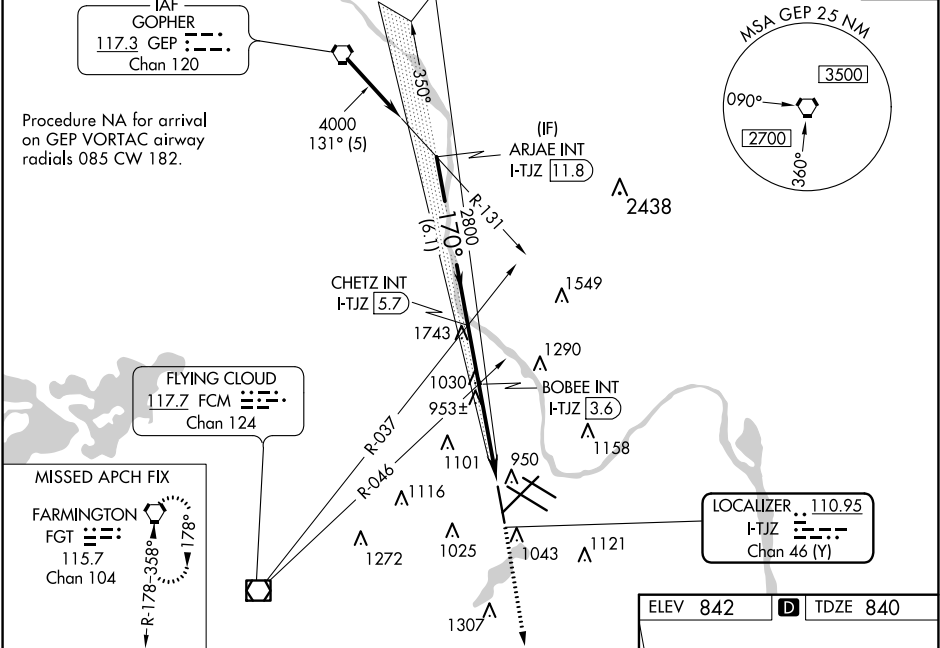 IAF
GOPHER
117.3 GEP
Chan 120
Procedure NA for arrival
on GEP VORTAC airway
radials 085 CW 182.
4000
131° (5)
350°
(IF)
ARJAE INT
I-TJZ 11.8
MSA GEP 25 NM
3500
090°
2700
360°
2438
R-131
2800
170°
(6.1)
CHETZ INT
I-TJZ 5.7
1549
1743
1290
1030
BOBEE INT
I-TJZ 3.6
953±
FLYING CLOUD
117.7 FCM
Chan 124
R-037
R-046
1158
1101
950
1116
1272
1025
1043
1121
1307
MISSED APCH FIX
FARMINGTON
FGT
115.7
Chan 104
178°
R-178-358°
LOCALIZER 110.95
I-TJZ
Chan 46 (Y)
ELEV 842 D TDZE 840